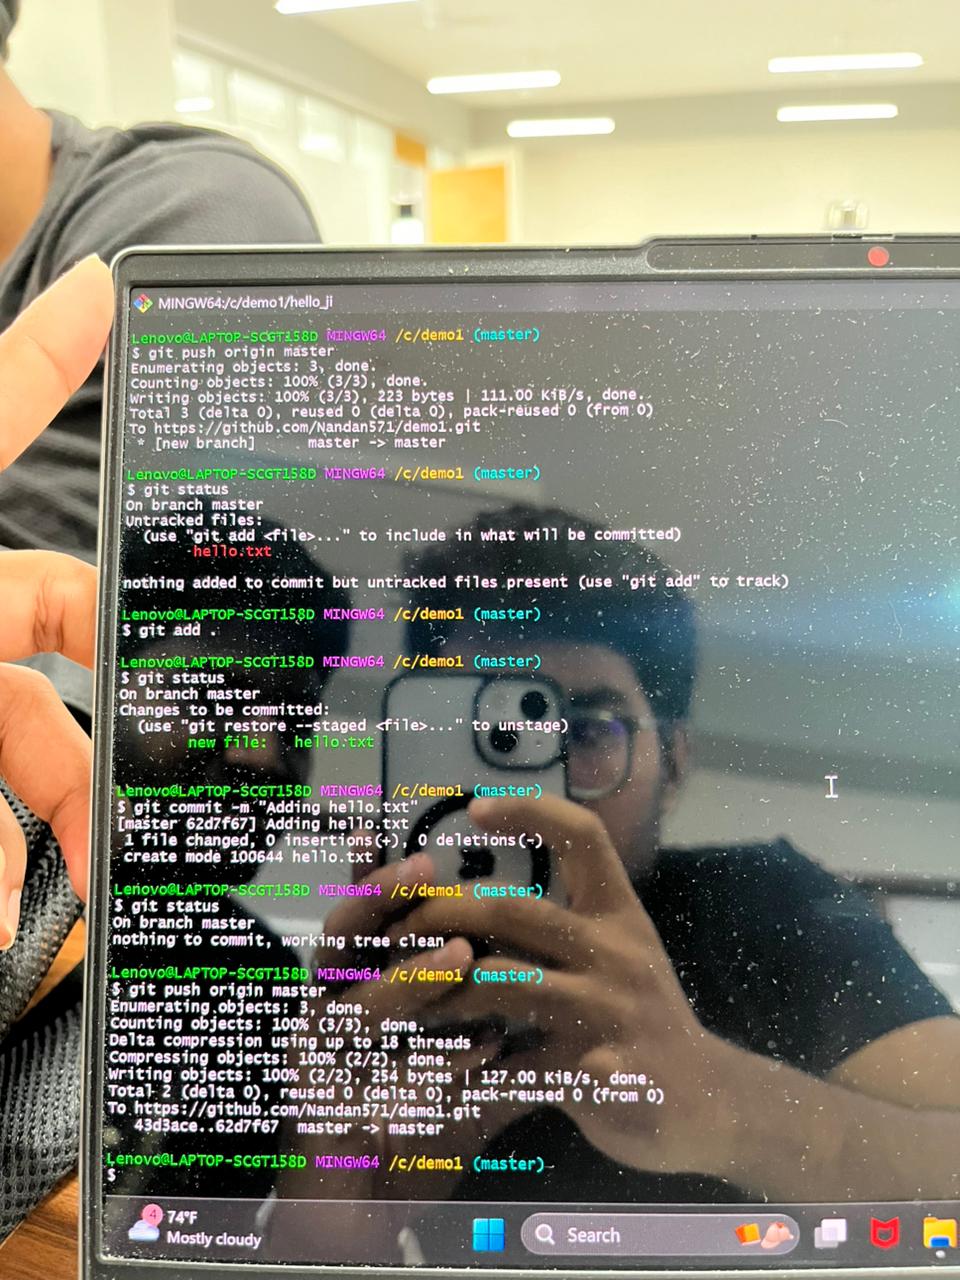 MINGW64:/c/demo1/hello_ji
Lenovo@LAPTOP-SCGT158D MINGW64 /c/demo1 (master)
$ git push origin master
Enumerating objects: 3, done.
Counting objects: 100% (3/3), done.
Writing objects: 100% (3/3), 223 bytes | 111.00 KiB/s, done.
Total 3 (delta 0), reused 0 (delta 0), pack-reused 0 (from 0)
To https://github.com/Nandan571/demo1.git
* [new branch] master -> master
Lenovo@LAPTOP-SCGT158D MINGW64 /c/demo1 (master)
$ git status
On branch master
Untracked files:
(use "git add <file>..." to include in what will be committed)
hello.txt
nothing added to commit but untracked files present (use "git add" to track)
Lenovo@LAPTOP-SCGT158D MINGW64 /c/demo1 (master)
$ git add .
Lenovo@LAPTOP-SCGT158D MINGW64 /c/demo1 (master)
$ git status
On branch master
Changes to be committed:
(use "git restore --staged <file>..." to unstage)
new file: hello.txt
Lenovo@LAPTOP-SCGT158D MINGW64 /c/demo1 (master)
$ git commit -m "Adding hello.txt"
[master 62d7f67] Adding hello.txt
1 file changed, 0 insertions(+), 0 deletions(-)
create mode 100644 hello.txt
Lenovo@LAPTOP-SCGT158D MINGW64 /c/demo1 (master)
$ git status
On branch master
nothing to commit, working tree clean
Lenovo@LAPTOP-SCGT158D MINGW64 /c/demo1 (master)
$ git push origin master
Enumerating objects: 3, done.
Counting objects: 100% (3/3), done.
Delta compression using up to 18 threads
Compressing objects: 100% (2/2), done.
Writing objects: 100% (2/2), 254 bytes | 127.00 KiB/s, done.
Total 2 (delta 0), reused 0 (delta 0), pack-reused 0 (from 0)
To https://github.com/Nandan571/demo1.git
43d3ace..62d7f67 master -> master
Lenovo@LAPTOP-SCGT158D MINGW64 /c/demo1 (master)
$
4
74°F
Mostly cloudy
Search